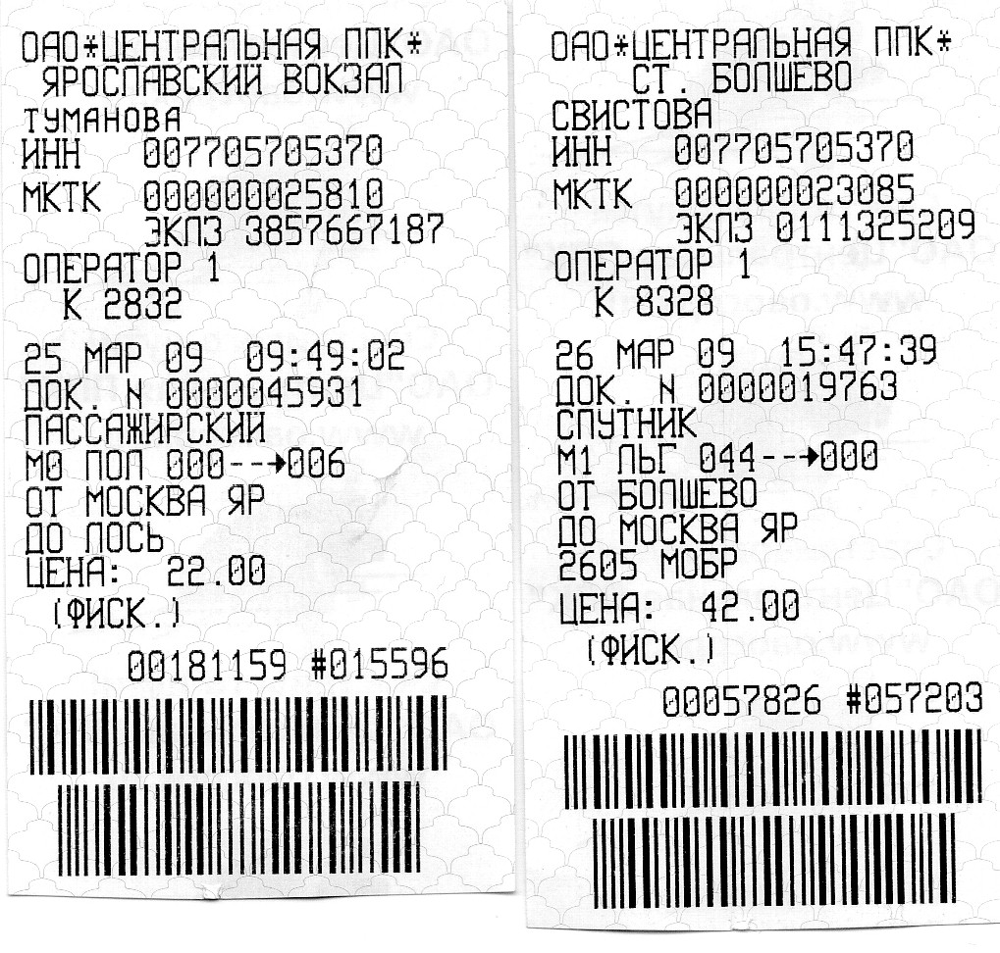 ОАО*ЦЕНТРАЛЬНАЯ ППК*
ЯРОСЛАВСКИЙ ВОКЗАЛ
ТУМАНОВА
ИНН 007705705370
МКТК 000000025810
ЭКЛЗ 3857667187
ОПЕРАТОР 1
К 2832
25 МАР 09 09:49:02
ДОК. N 0000045931
ПАССАЖИРСКИЙ
М0 ПОЛ 000--→006
ОТ МОСКВА ЯР
ДО ЛОСЬ
ЦЕНА: 22.00
(ФИСК.)
00181159 #015596
ОАО*ЦЕНТРАЛЬНАЯ ППК*
СТ. БОЛШЕВО
СВИСТОВА
ИНН 007705705370
МКТК 000000023085
ЭКЛЗ 0111325209
ОПЕРАТОР 1
К 8328
26 МАР 09 15:47:39
ДОК. N 0000019763
СПУТНИК
М1 ЛЬГ 044--→000
ОТ БОЛШЕВО
ДО МОСКВА ЯР
2605 МОБР
ЦЕНА: 42.00
(ФИСК.)
00057826 #057203